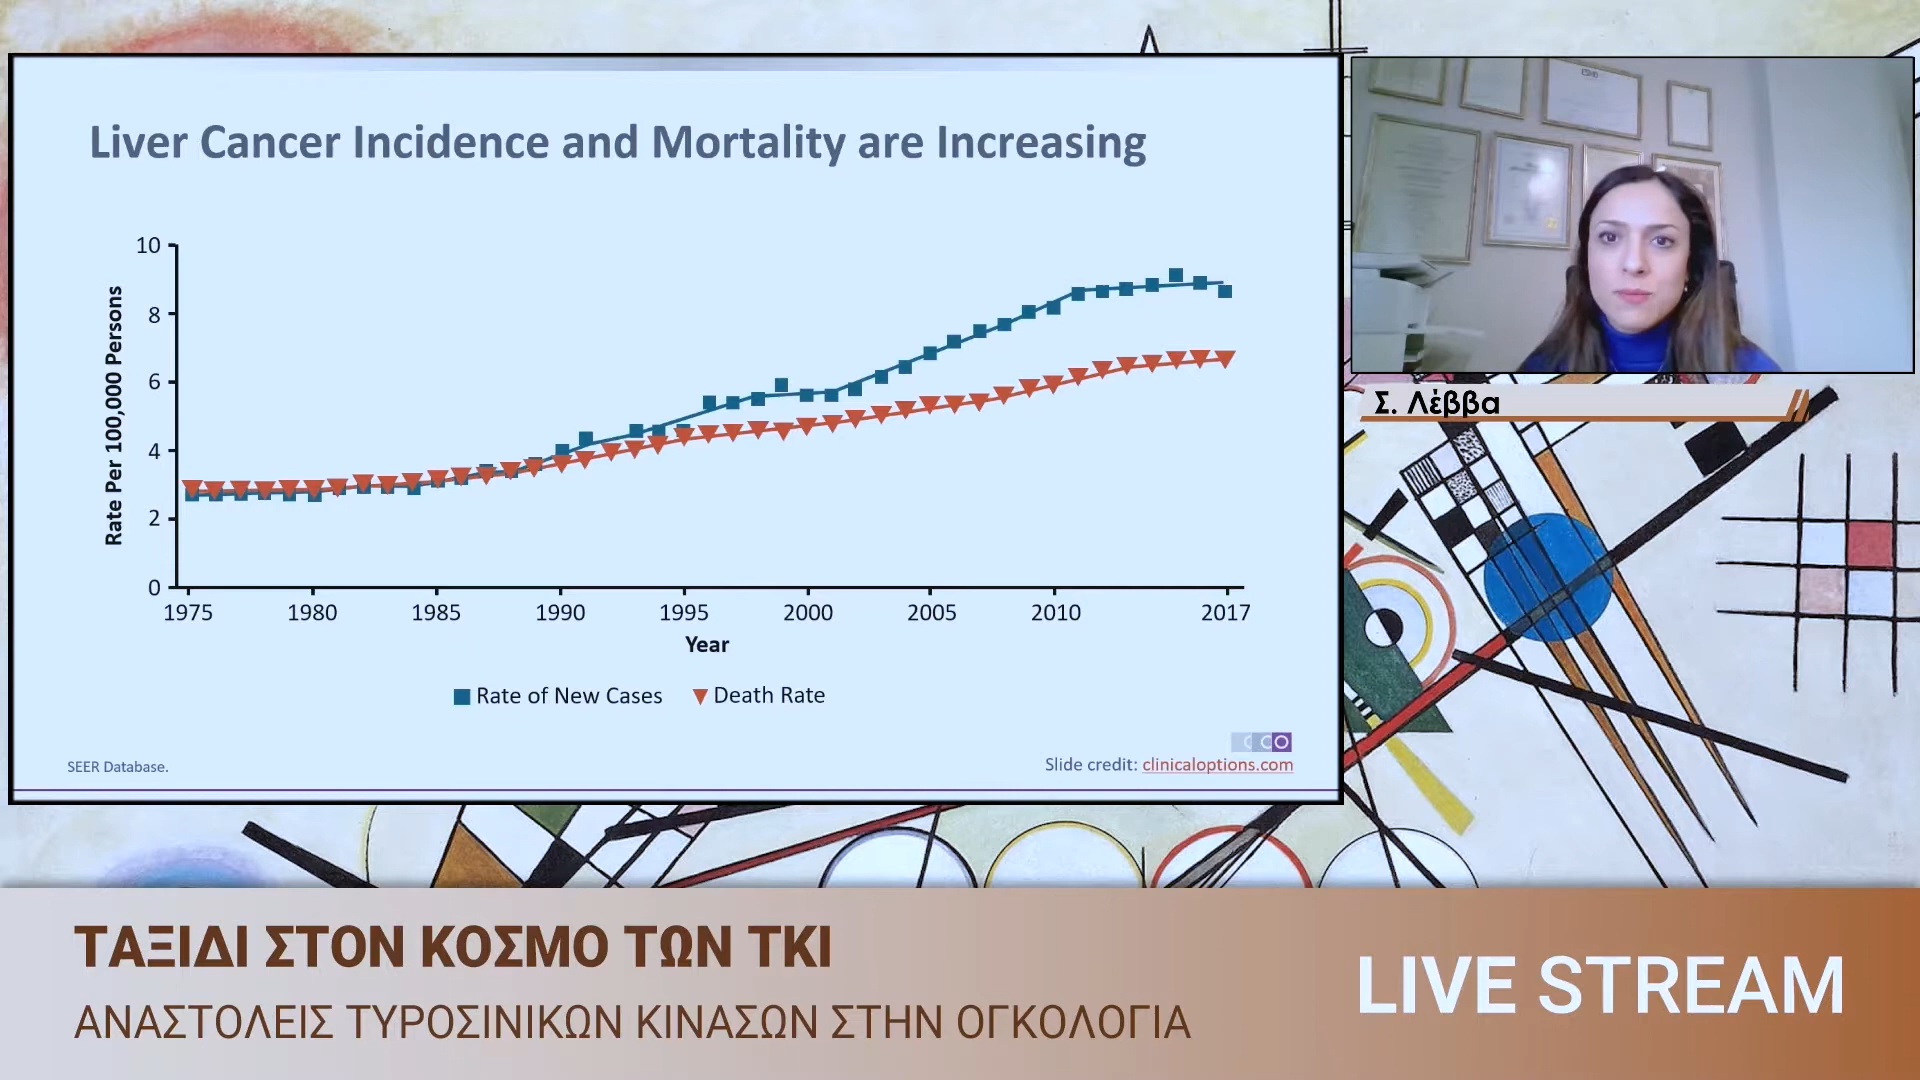 Liver Cancer Incidence and Mortality are Increasing
10
8
6
4
2
0
Rate Per 100,000 Persons
1975 1980 1985 1990 1995 2000 2005 2010 2017
Year
Rate of New Cases Death Rate
SEER Database.
CCO
Slide credit: clinicaloptions.com
Σ. Λέββα
ΤΑΞΙΔΙ ΣΤΟΝ ΚΟΣΜΟ ΤΩΝ ΤΚΙ
ΑΝΑΣΤΟΛΕΙΣ ΤΥΡΟΣΙΝΙΚΩΝ ΚΙΝΑΣΩΝ ΣΤΗΝ ΟΓΚΟΛΟΓΙΑ
LIVE STREAM